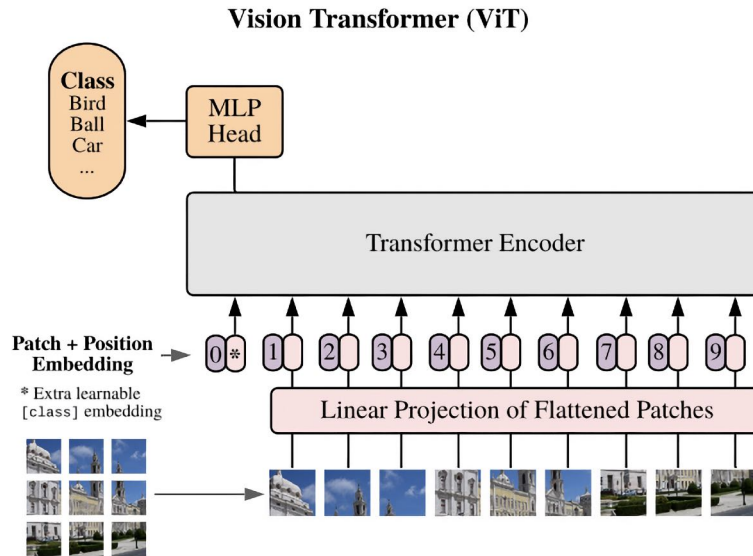 Vision Transformer (ViT)
Class
Bird
Ball
Car
...
MLP
Head
Transformer Encoder
Patch + Position
Embedding
0 * 1 2 3 4 5 6 7 8 9
* Extra learnable
[class] embedding
Linear Projection of Flattened Patches